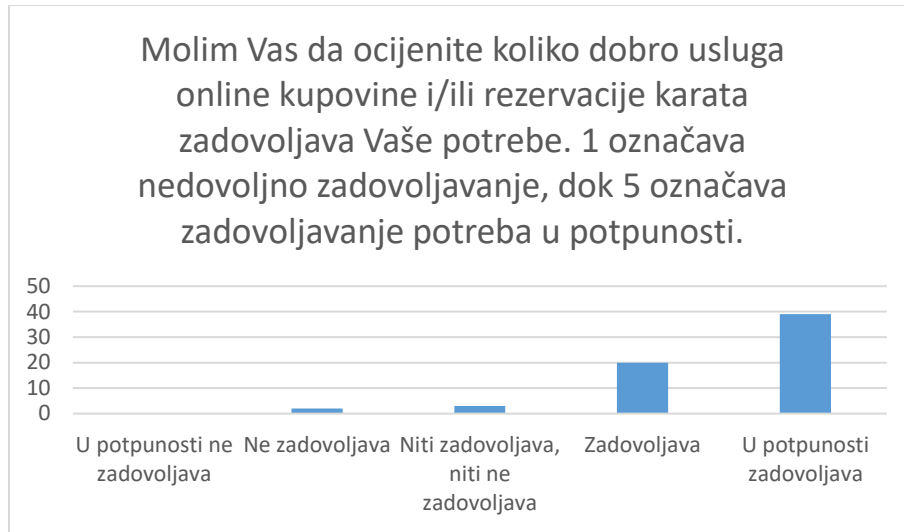 Molim Vas da ocijenite koliko dobro usluga
online kupovine i/ili rezervacije karata
zadovoljava Vaše potrebe. 1 označava
nedovoljno zadovoljavanje, dok 5 označava
zadovoljavanje potreba u potpunosti.
50
40
30
20
10
0
U potpunosti ne
zadovoljava
Ne zadovoljava
Niti zadovoljava,
niti ne
zadovoljava
Zadovoljava
U potpunosti
zadovoljava